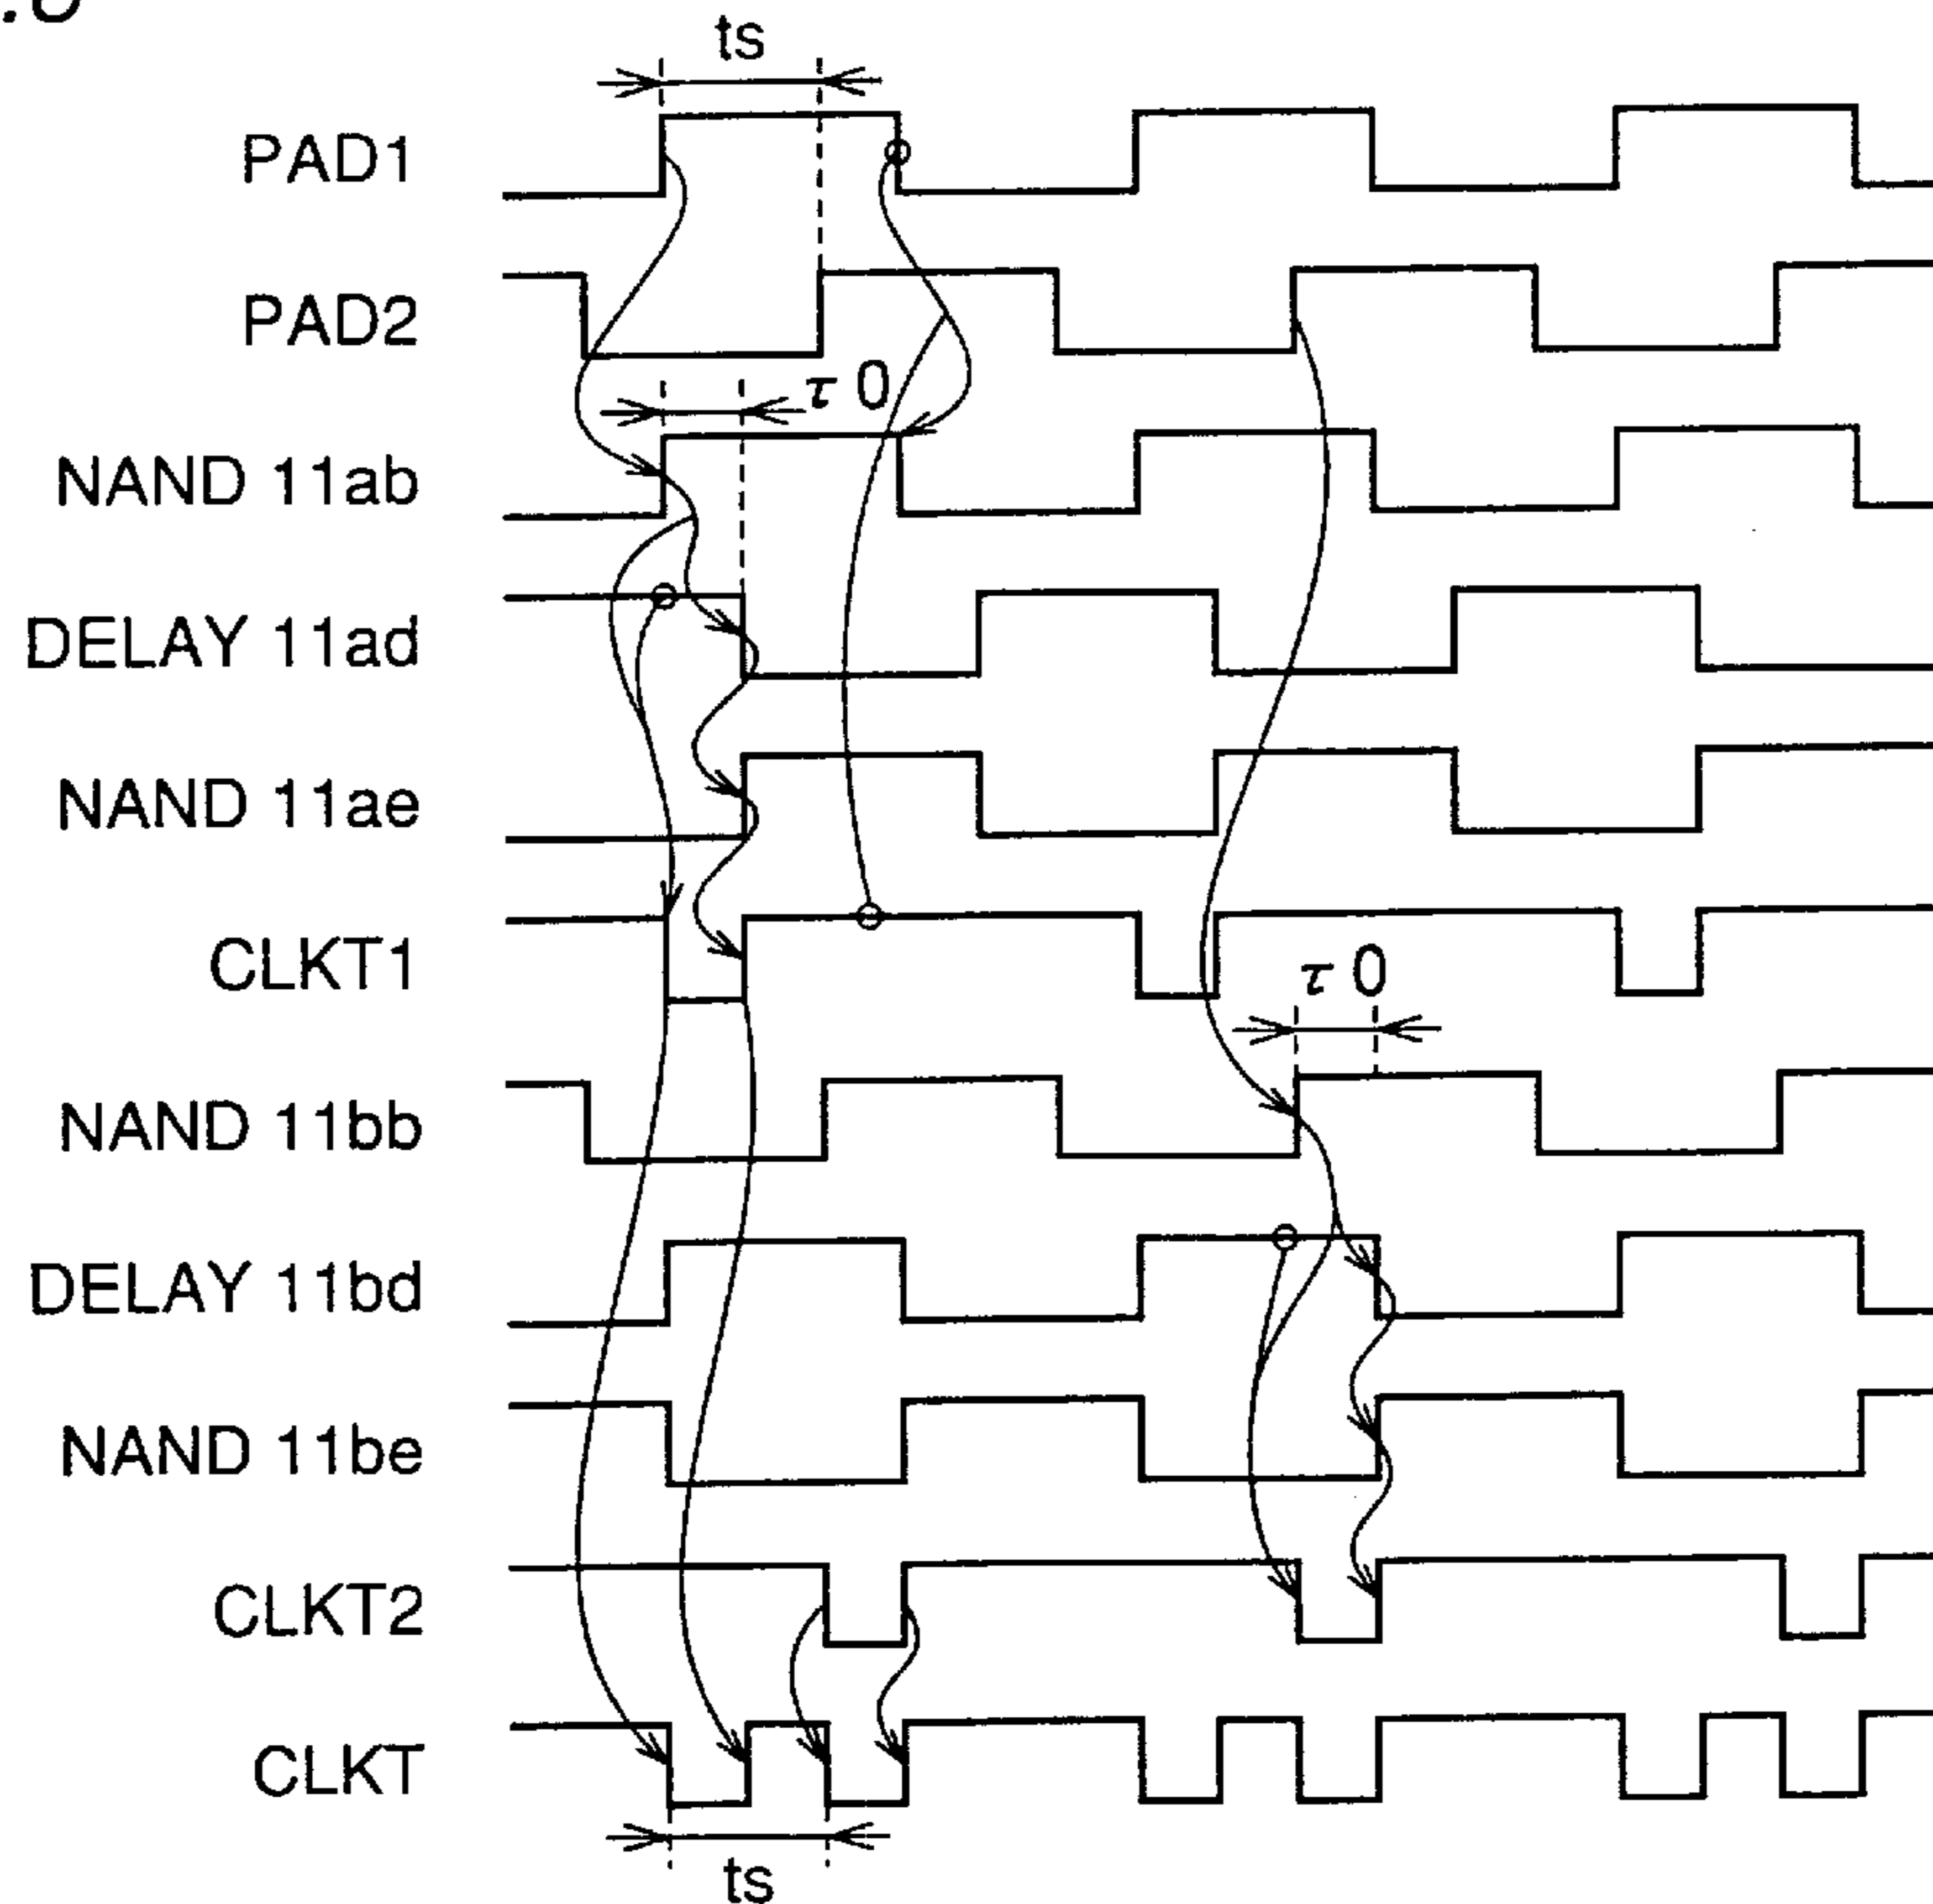 ts
PAD1
PAD2
τ 0
NAND 11ab
DELAY 11ad
NAND 11ae
CLKT1
τ 0
NAND 11bb
DELAY 11bd
NAND 11be
CLKT2
CLKT
ts